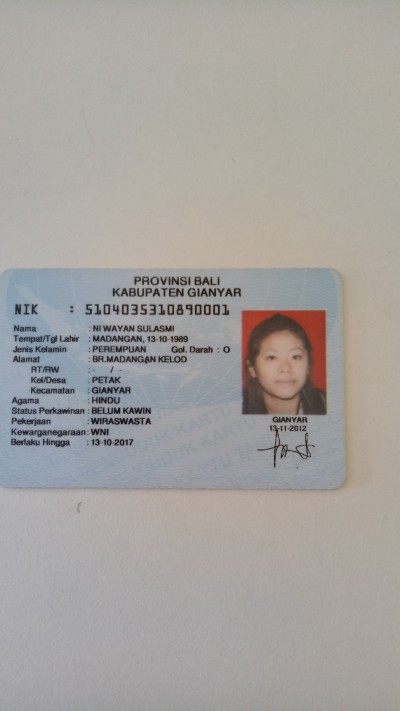 PROVINSI BALI
KABUPATEN GIANYAR
NIK : 5104035310890001
Nama : NI WAYAN SULASMI
Tempat/Tgl Lahir : MADANGAN, 13-10-1989
Jenis Kelamin : PEREMPUAN Gol. Darah : O
Alamat : BR.MADANGAN KELOD
RT/RW : - / -
Kel/Desa : PETAK
Kecamatan : GIANYAR
Agama : HINDU
Status Perkawinan : BELUM KAWIN
Pekerjaan : WIRASWASTA
Kewarganegaraan : WNI
Berlaku Hingga : 13-10-2017
GIANYAR
13-11-2012